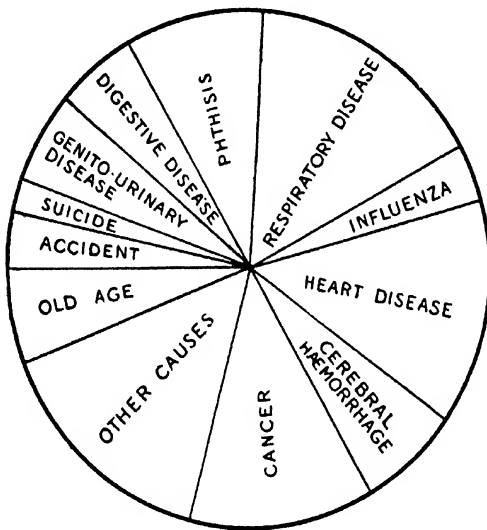 PHTHISIS
RESPIRATORY DISEASE
INFLUENZA
HEART DISEASE
CEREBRAL
HÆMORRHAGE
CANCER
OTHER CAUSES
OLD AGE
ACCIDENT
SUICIDE
GENITO-URINARY
DISEASE
DIGESTIVE DISEASE